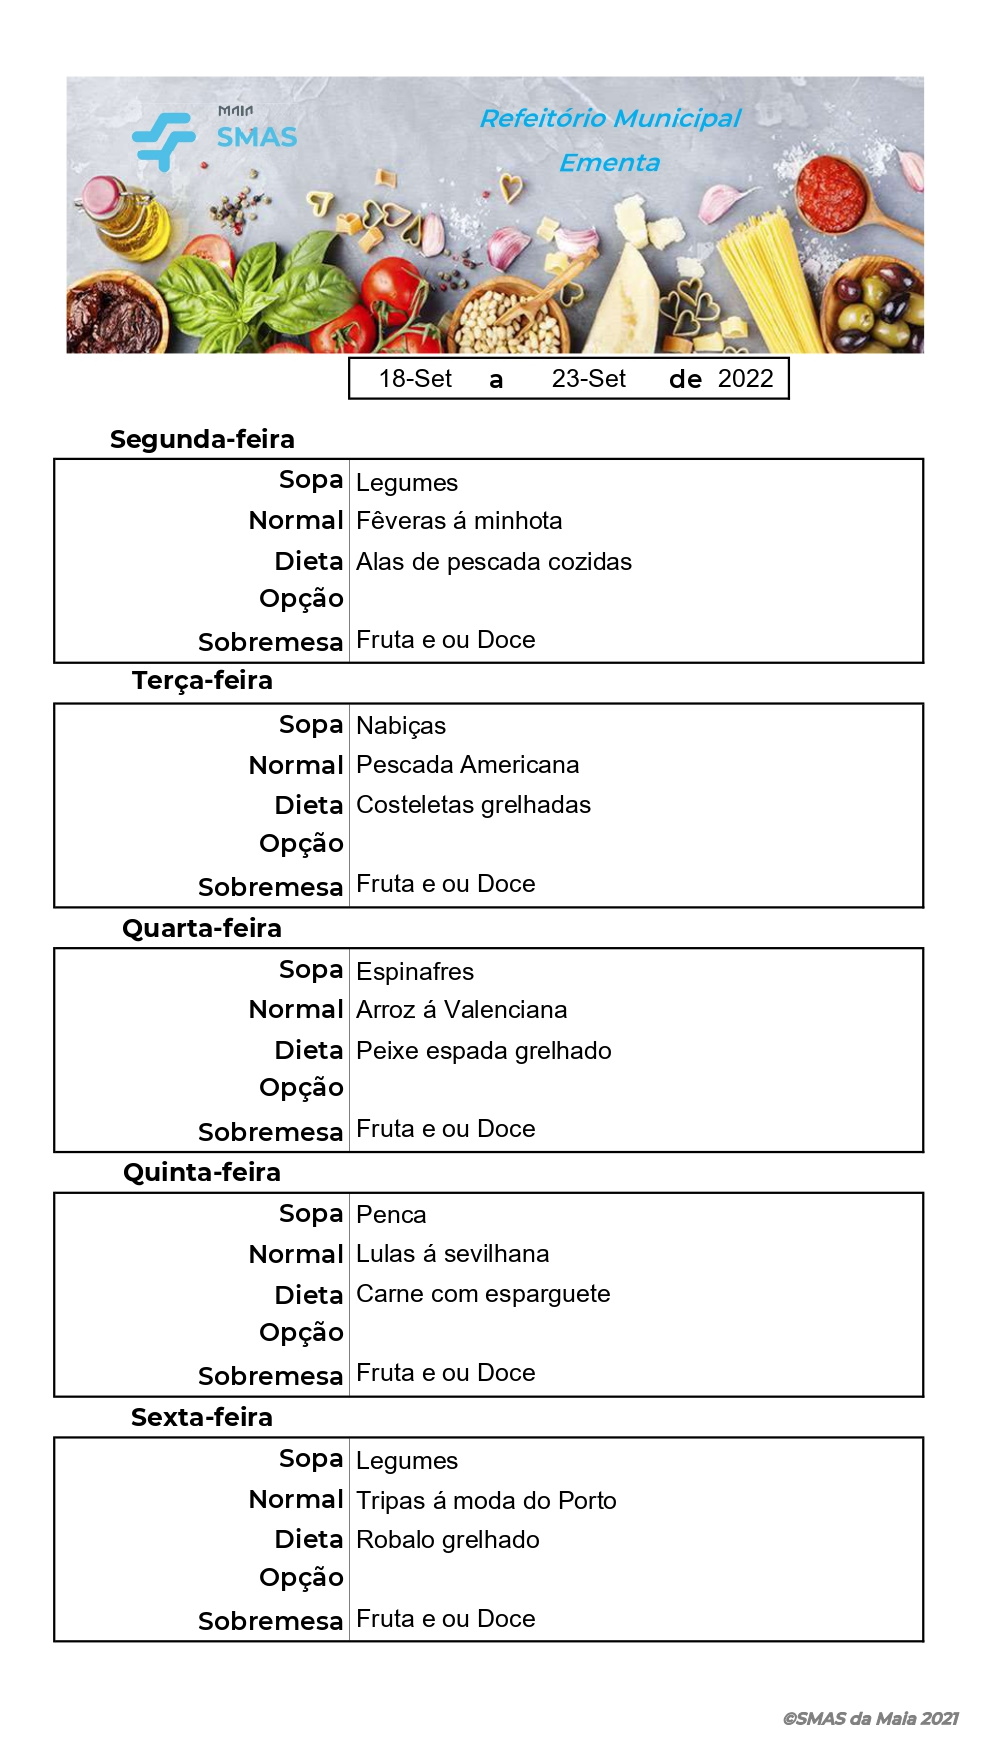 MAIA
SMAS
Refeitório Municipal
Ementa
18-Set a 23-Set de 2022
Segunda-feira
Sopa Legumes
Normal Fêveras á minhota
Dieta Alas de pescada cozidas
Opção
Sobremesa Fruta e ou Doce
Terça-feira
Sopa Nabiças
Normal Pescada Americana
Dieta Costeletas grelhadas
Opção
Sobremesa Fruta e ou Doce
Quarta-feira
Sopa Espinafres
Normal Arroz á Valenciana
Dieta Peixe espada grelhado
Opção
Sobremesa Fruta e ou Doce
Quinta-feira
Sopa Penca
Normal Lulas á sevilhana
Dieta Carne com esparguete
Opção
Sobremesa Fruta e ou Doce
Sexta-feira
Sopa Legumes
Normal Tripas á moda do Porto
Dieta Robalo grelhado
Opção
Sobremesa Fruta e ou Doce
©SMAS da Maia 2021